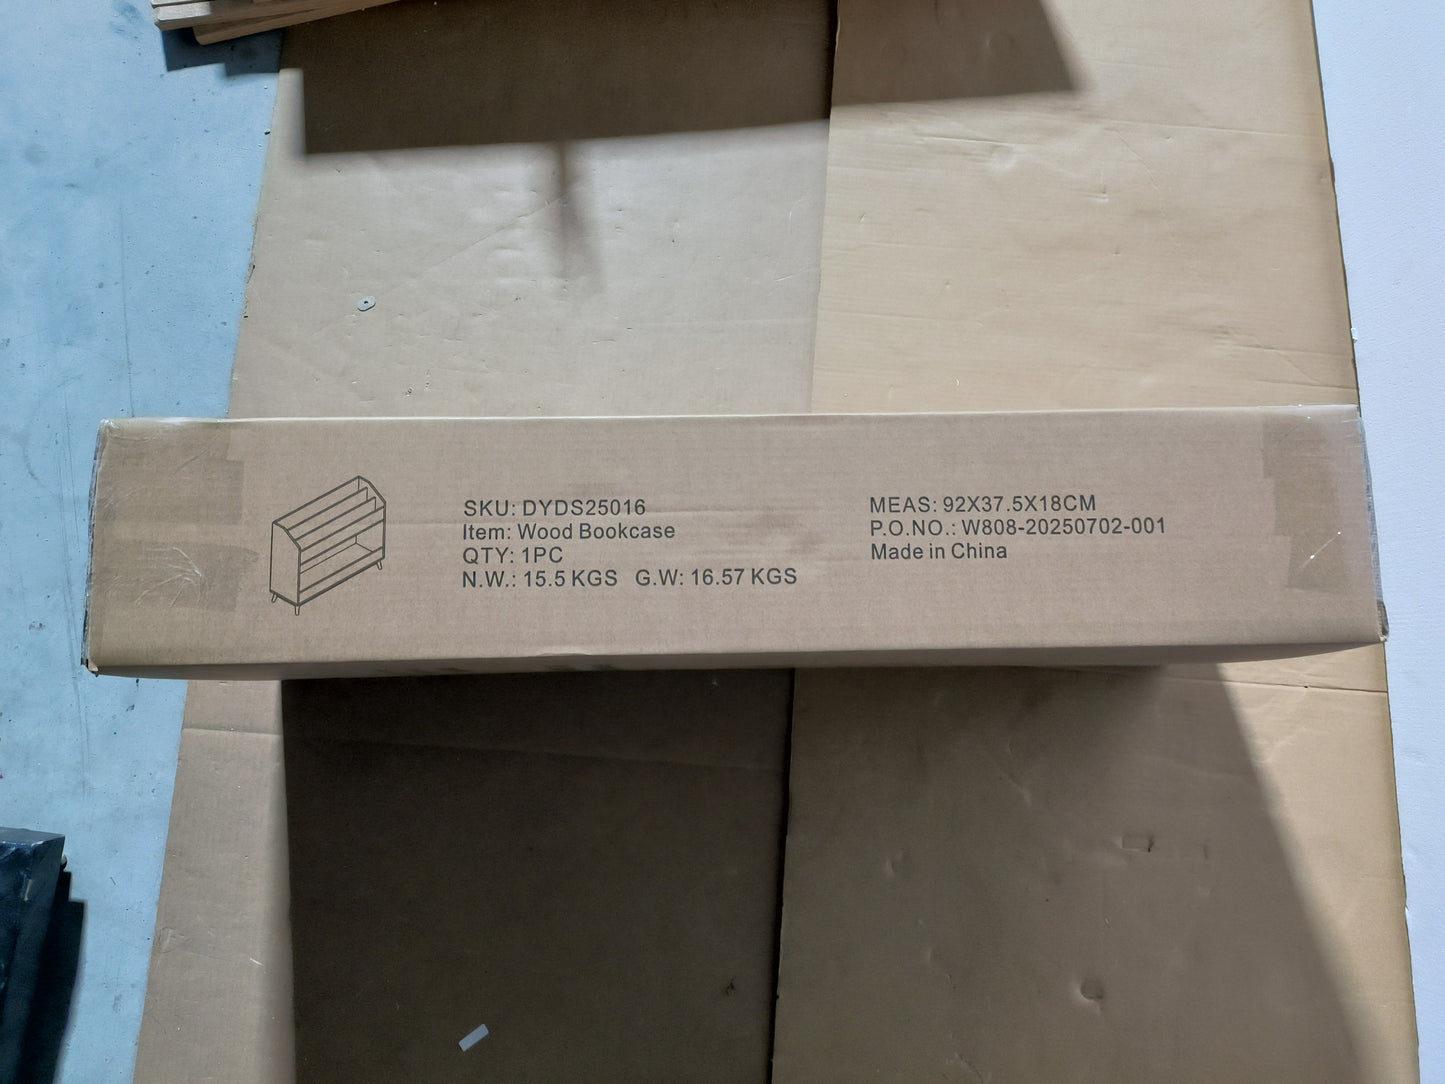 SKU: DYDS25016
Item: Wood Bookcase
QTY: 1PC
N.W.: 15.5 KGS G.W: 16.57 KGS
MEAS: 92X37.5X18CM
P.O.NO.: W808-20250702-001
Made in China